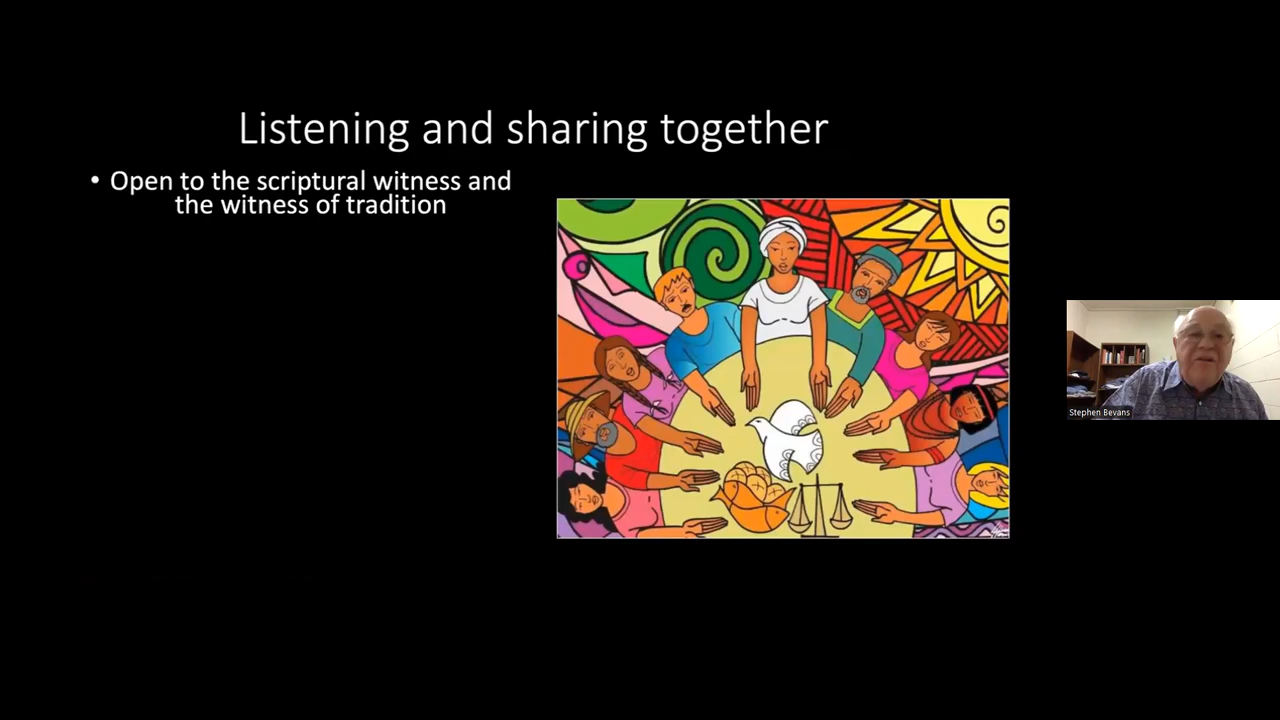 Listening and sharing together
• Open to the scriptural witness and
the witness of tradition
Stephen Bevans